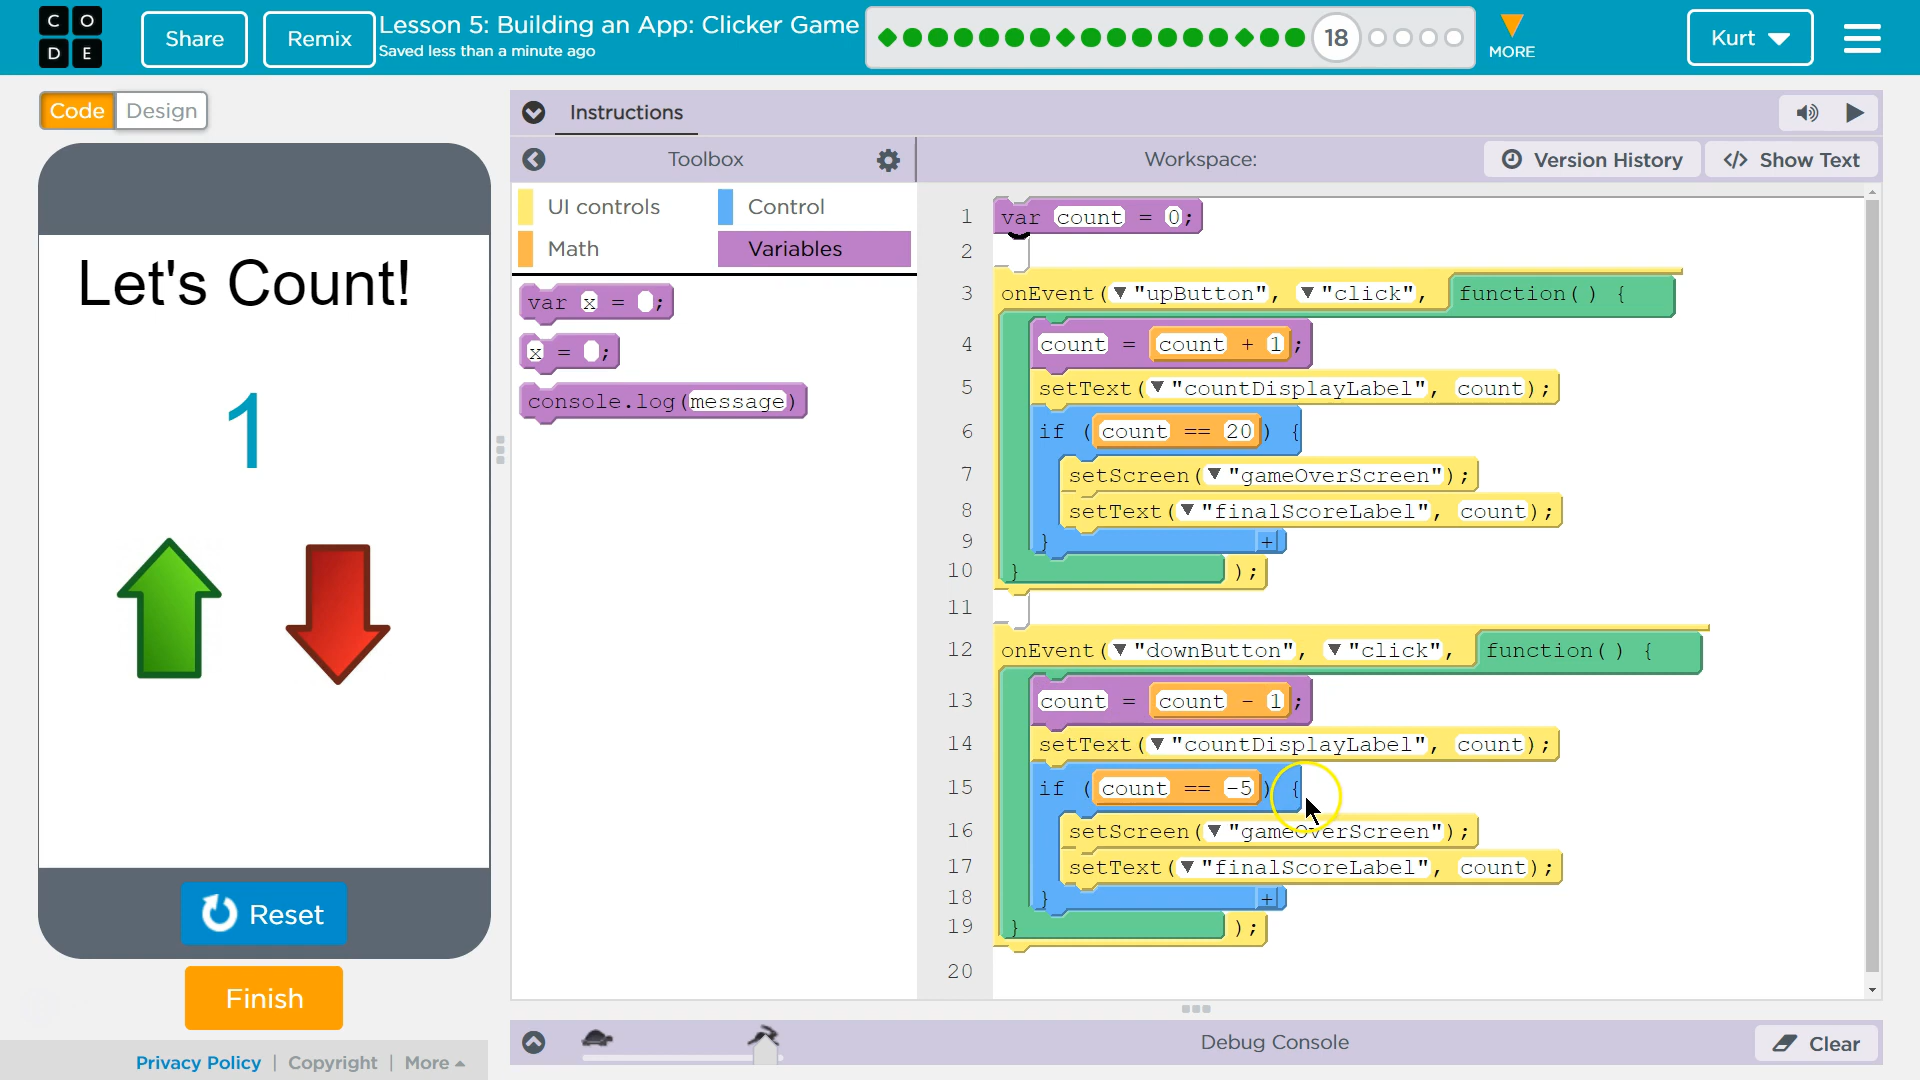 CODE
Share
Remix
Lesson 5: Building an App: Clicker Game
Saved less than a minute ago
18
MORE
Kurt
Code
Design
Instructions
Toolbox
Workspace:
Version History
</> Show Text
UI controls
Control
Math
Variables
var x = ;
x = ;
console.log(message)
Let's Count!
1
Reset
Finish
Privacy Policy | Copyright | More
1 var count = 0;
2
3 onEvent( "upButton", "click", function( ) {
4 count = count + 1;
5 setText( "countDisplayLabel", count);
6 if ( count == 20) {
7 setScreen( "gameOverScreen");
8 setText( "finalScoreLabel", count);
9 } +
10 } );
11
12 onEvent( "downButton", "click", function( ) {
13 count = count - 1;
14 setText( "countDisplayLabel", count);
15 if ( count == -5) {
16 setScreen( "gameOverScreen");
17 setText( "finalScoreLabel", count);
18 } +
19 } );
20
Debug Console
Clear